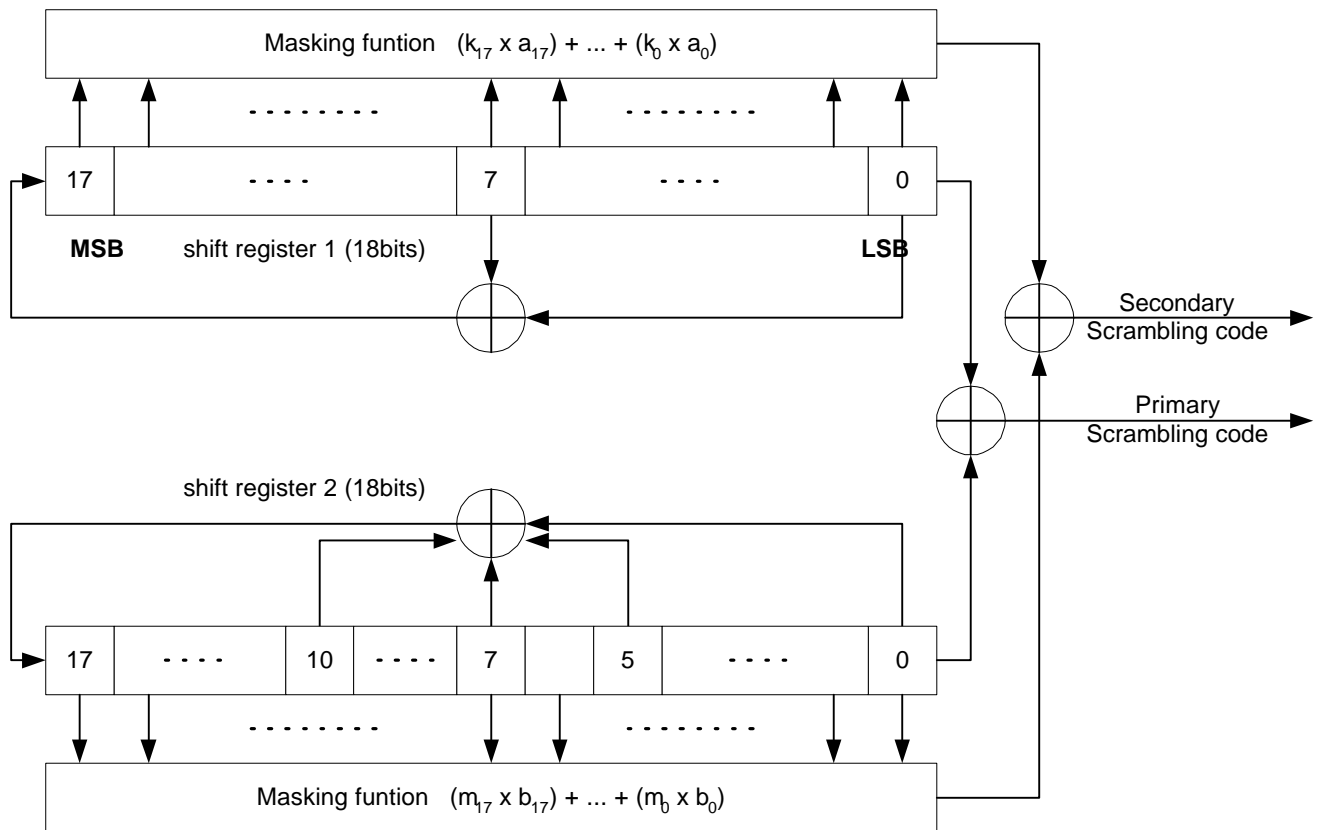 Masking funtion (k17 x a17) + ... + (k0 x a0)
17 - - - - 7 - - - - 0
MSB shift register 1 (18bits) LSB
Secondary
Scrambling code
Primary
Scrambling code
shift register 2 (18bits)
17 - - - - 10 - - - - 7 5 - - - - 0
Masking funtion (m17 x b17) + ... + (m0 x b0)